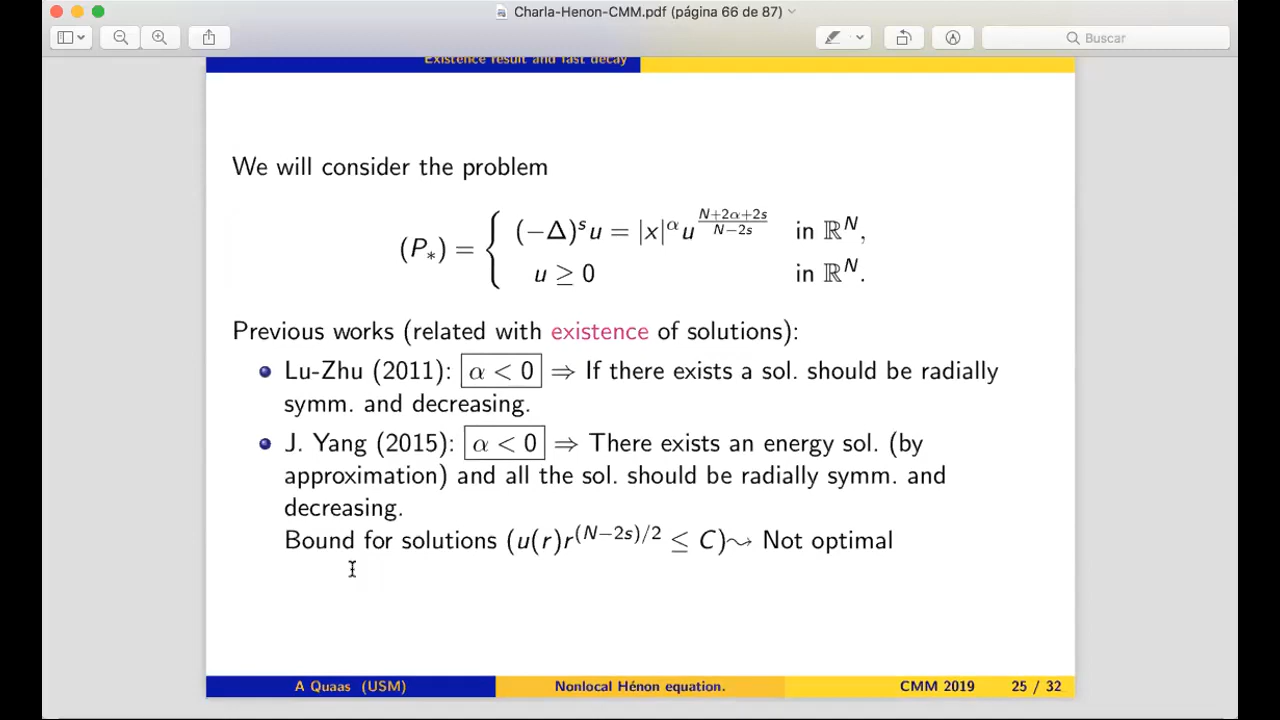 Charla-Henon-CMM.pdf (página 66 de 87)
Buscar
Existence result and fast decay
We will consider the problem
(P∗) = { (−Δ)^s u = |x|^α u^{\frac{N+2α+2s}{N−2s}} in ℝ^N,
u ≥ 0 in ℝ^N.
Previous works (related with existence of solutions):
Lu-Zhu (2011): α < 0 ⇒ If there exists a sol. should be radially
symm. and decreasing.
J. Yang (2015): α < 0 ⇒ There exists an energy sol. (by
approximation) and all the sol. should be radially symm. and
decreasing.
Bound for solutions (u(r)r^{(N−2s)/2} ≤ C)⤳ Not optimal
A Quaas (USM) Nonlocal Hénon equation. CMM 2019 25 / 32